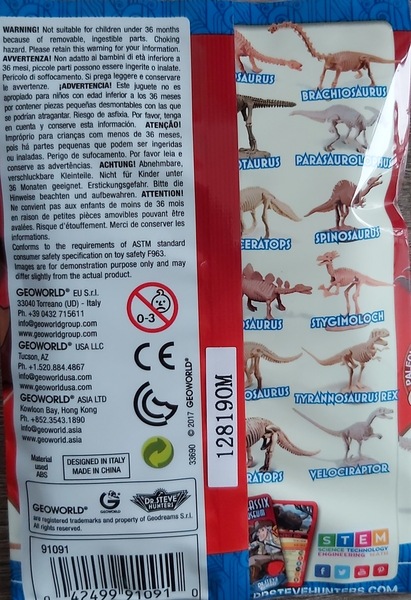 WARNING! Not suitable for children under 36 months
because of removable, ingestible parts. Choking
hazard. Please retain this warning for your information.
AVVERTENZA! Non adatto ai bambini di età inferiore a
36 mesi, piccole parti possono essere ingerite o inalate.
Pericolo di soffocamento. Si prega leggere e conservare
le avvertenze. ¡ADVERTENCIA! Este juguete no es
apropiado para niños con edad inferior a los 36 meses
por contener piezas pequeñas desmontables con las que
se podrían atragantar. Riesgo de asfixia. Por favor, tenga
en cuenta y conserve esta información. ATENÇÃO!
Impróprio para crianças com menos de 36 meses,
pois há partes pequenas que podem ser ingeridas
ou inaladas. Perigo de sufocamento. Por favor leia e
conserve as advertências. ACHTUNG! Abnehmbare,
verschluckbare Kleinteile. Nicht für Kinder unter
36 Monaten geeignet. Erstickungsgefahr. Bitte die
Hinweise beachten und aufbewahren. ATTENTION!
Ne convient pas aux enfants de moins de 36 mois
en raison de petites pièces amovibles pouvant être
avalées. Risque d'étouffement. Merci de conserver les
informations.
Conforms to the requirements of ASTM standard
consumer safety specification on toy safety F963.
Images are for demonstration purpose only and may
differ slightly from the actual product.
GEOWORLD® EU S.r.l.
33040 Torreano (UD) - Italy
Ph. +39 0432 715611
info@geoworldgroup.com
www.geoworldgroup.com
GEOWORLD® USA LLC
Tucson, AZ
Ph. +1.520.884.4867
info@geoworldusa.com
www.geoworldusa.com
GEOWORLD® ASIA LTD
Kowloon Bay, Hong Kong
Ph. +852.3543.1890
info@geoworld.asia
www.geoworld.asia
0-3
CE
33690 © 2017 GEOWORLD®
Material
used
ABS
DESIGNED IN ITALY
MADE IN CHINA
GEOWORLD®
GEOWORLD
DR. STEVE
HUNTERS
are registered trademarks and property of Geodreams S.r.l.
91091
0 42499 91091 0
128190M
OSAURUS
BRACHIOSAURUS
OTAURUS
PARASAUROLOPHUS
CERATOPS
SPINOSAURUS
OSAURUS
STYGIMOLOCH
OSAURUS
TYRANNOSAURUS REX
RATOPS
VELOCIRAPTOR
STEM
SCIENCE TECHNOLOGY
ENGINEERING MATH
DRSTEVEHUNTERS.COM